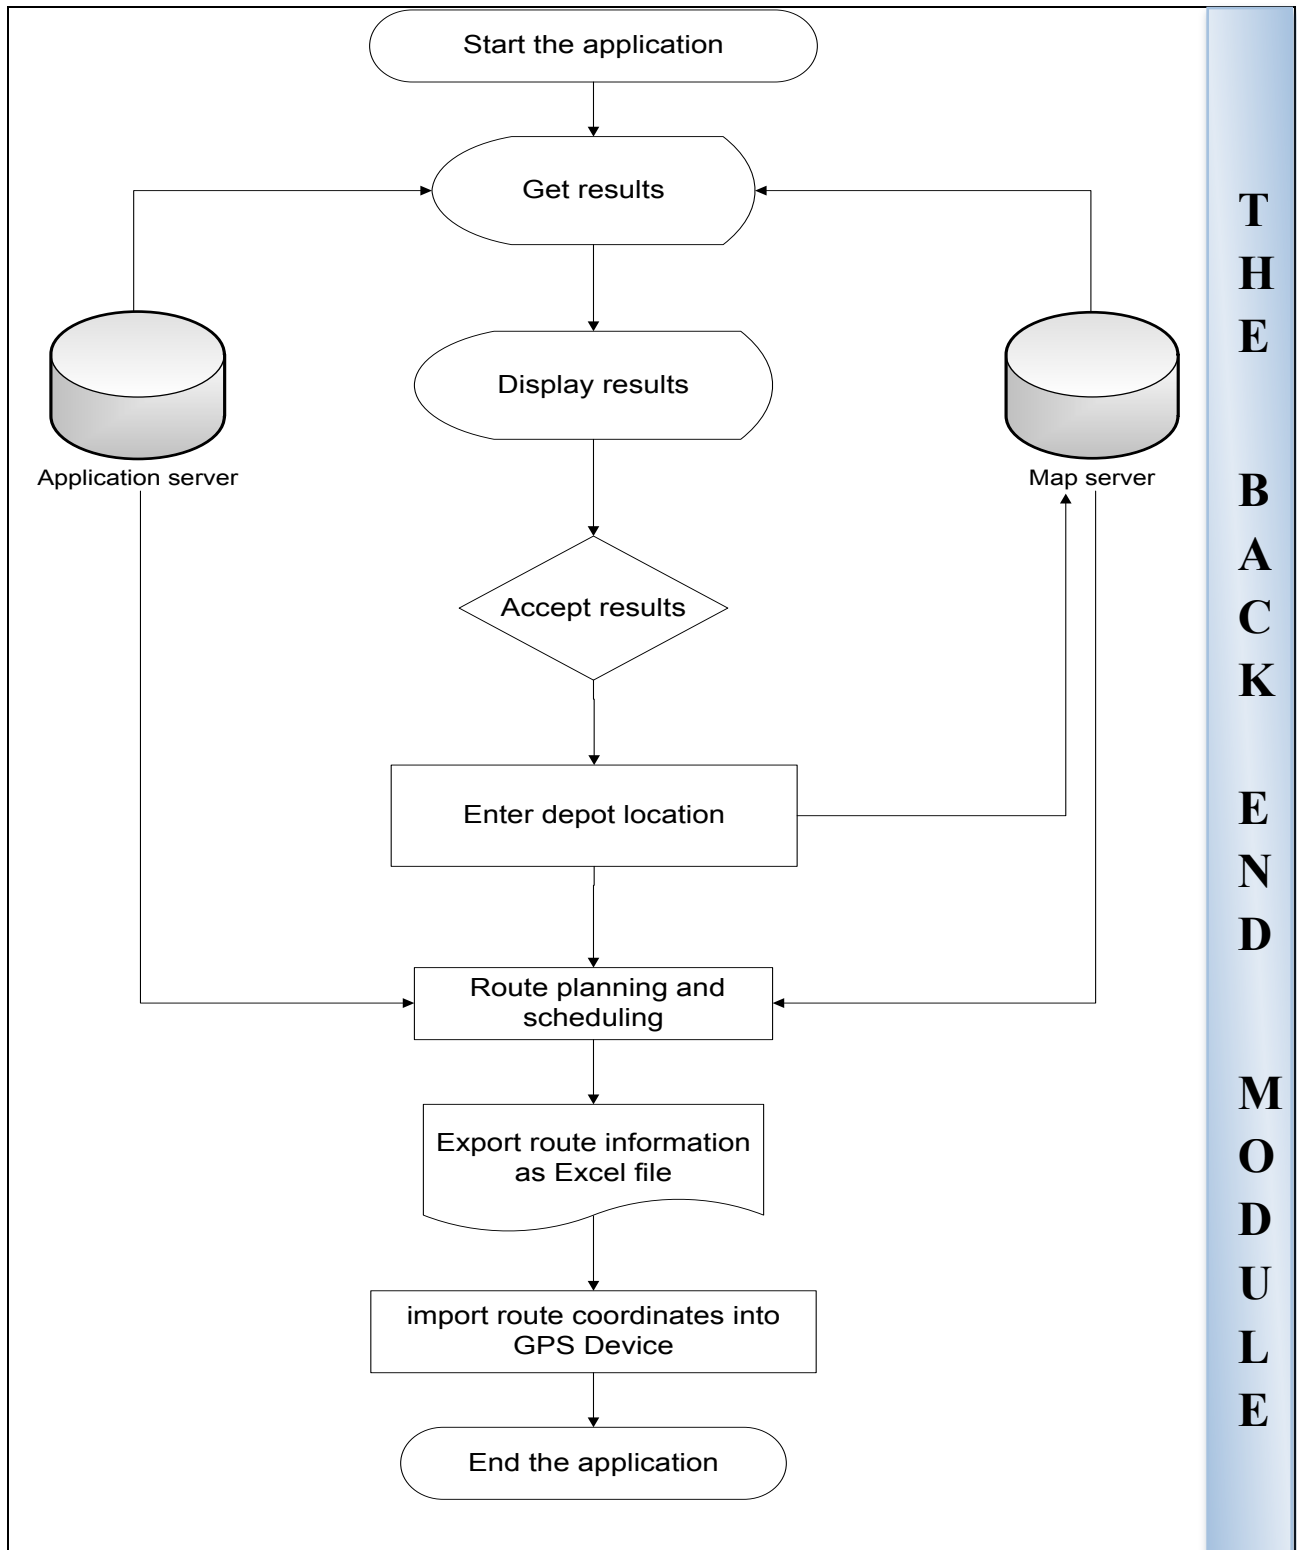 Start the application
Get results
Display results
Application server
Map server
Accept results
Enter depot location
Route planning and
scheduling
Export route information
as Excel file
import route coordinates into
GPS Device
End the application
T
H
E
B
A
C
K
E
N
D
M
O
D
U
L
E